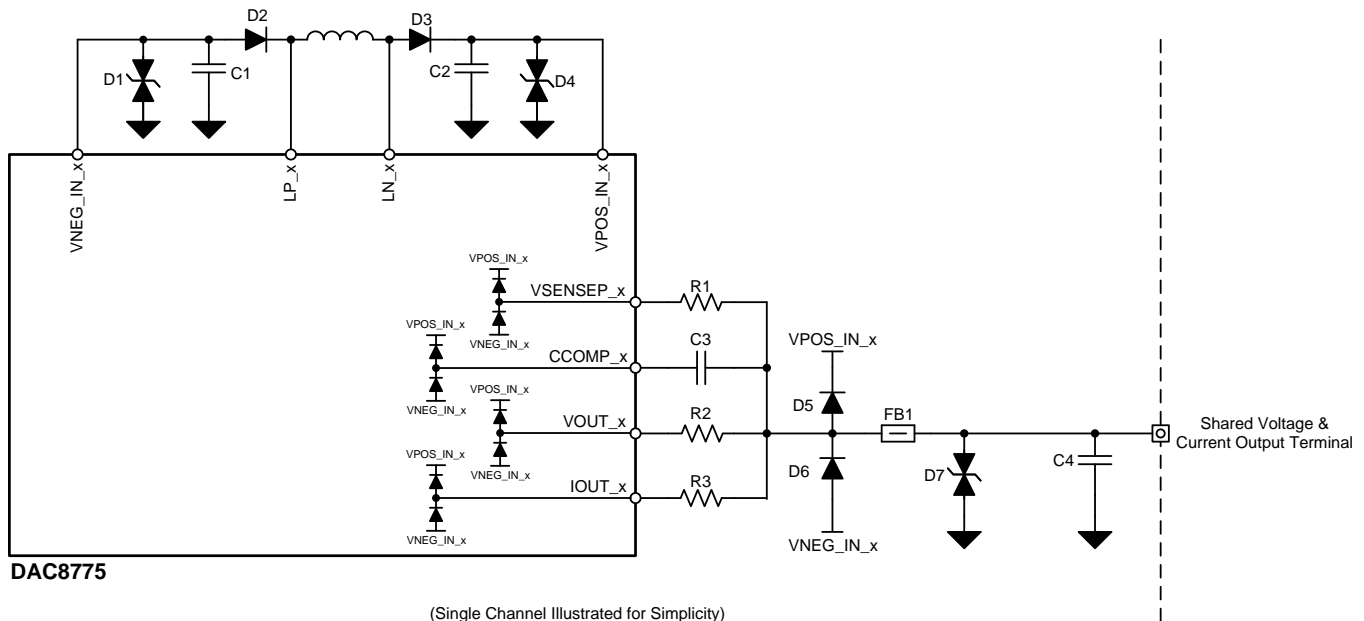 D2
D3
D1
C1
C2
D4
VNEG_IN_x
LP_x
LN_x
VPOS_IN_x
VPOS_IN_x
VSENSEP_x
R1
VNEG_IN_x
VPOS_IN_x
CCOMP_x
C3
VNEG_IN_x
VPOS_IN_x
VOUT_x
R2
VNEG_IN_x
VPOS_IN_x
IOUT_x
R3
VNEG_IN_x
VPOS_IN_x
D5
FB1
D6
VNEG_IN_x
D7
C4
Shared Voltage &
Current Output Terminal
DAC8775
(Single Channel Illustrated for Simplicity)